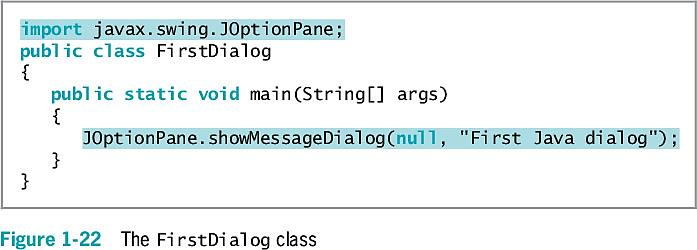 import javax.swing.JOptionPane;
public class FirstDialog
{
   public static void main(String[] args)
   {
      JOptionPane.showMessageDialog(null, "First Java dialog");
   }
}
Figure 1-22 The FirstDialog class